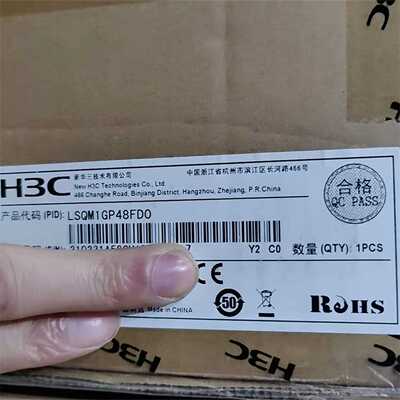 H3C
H3C
新华三技术有限公司
New H3C Technologies Co., Ltd.
中国浙江省杭州市滨江区长河路466号
466 Changhe Road, Binjiang District, Hangzhou, Zhejiang, P.R.China
合格
QC PASS
产品代码(PID): LSQM1GP48FD0
7 Y2 C0 数量(QTY): 1PCS
CE
50
RoHS
Made in CHINA
H3C
H3C
H3C